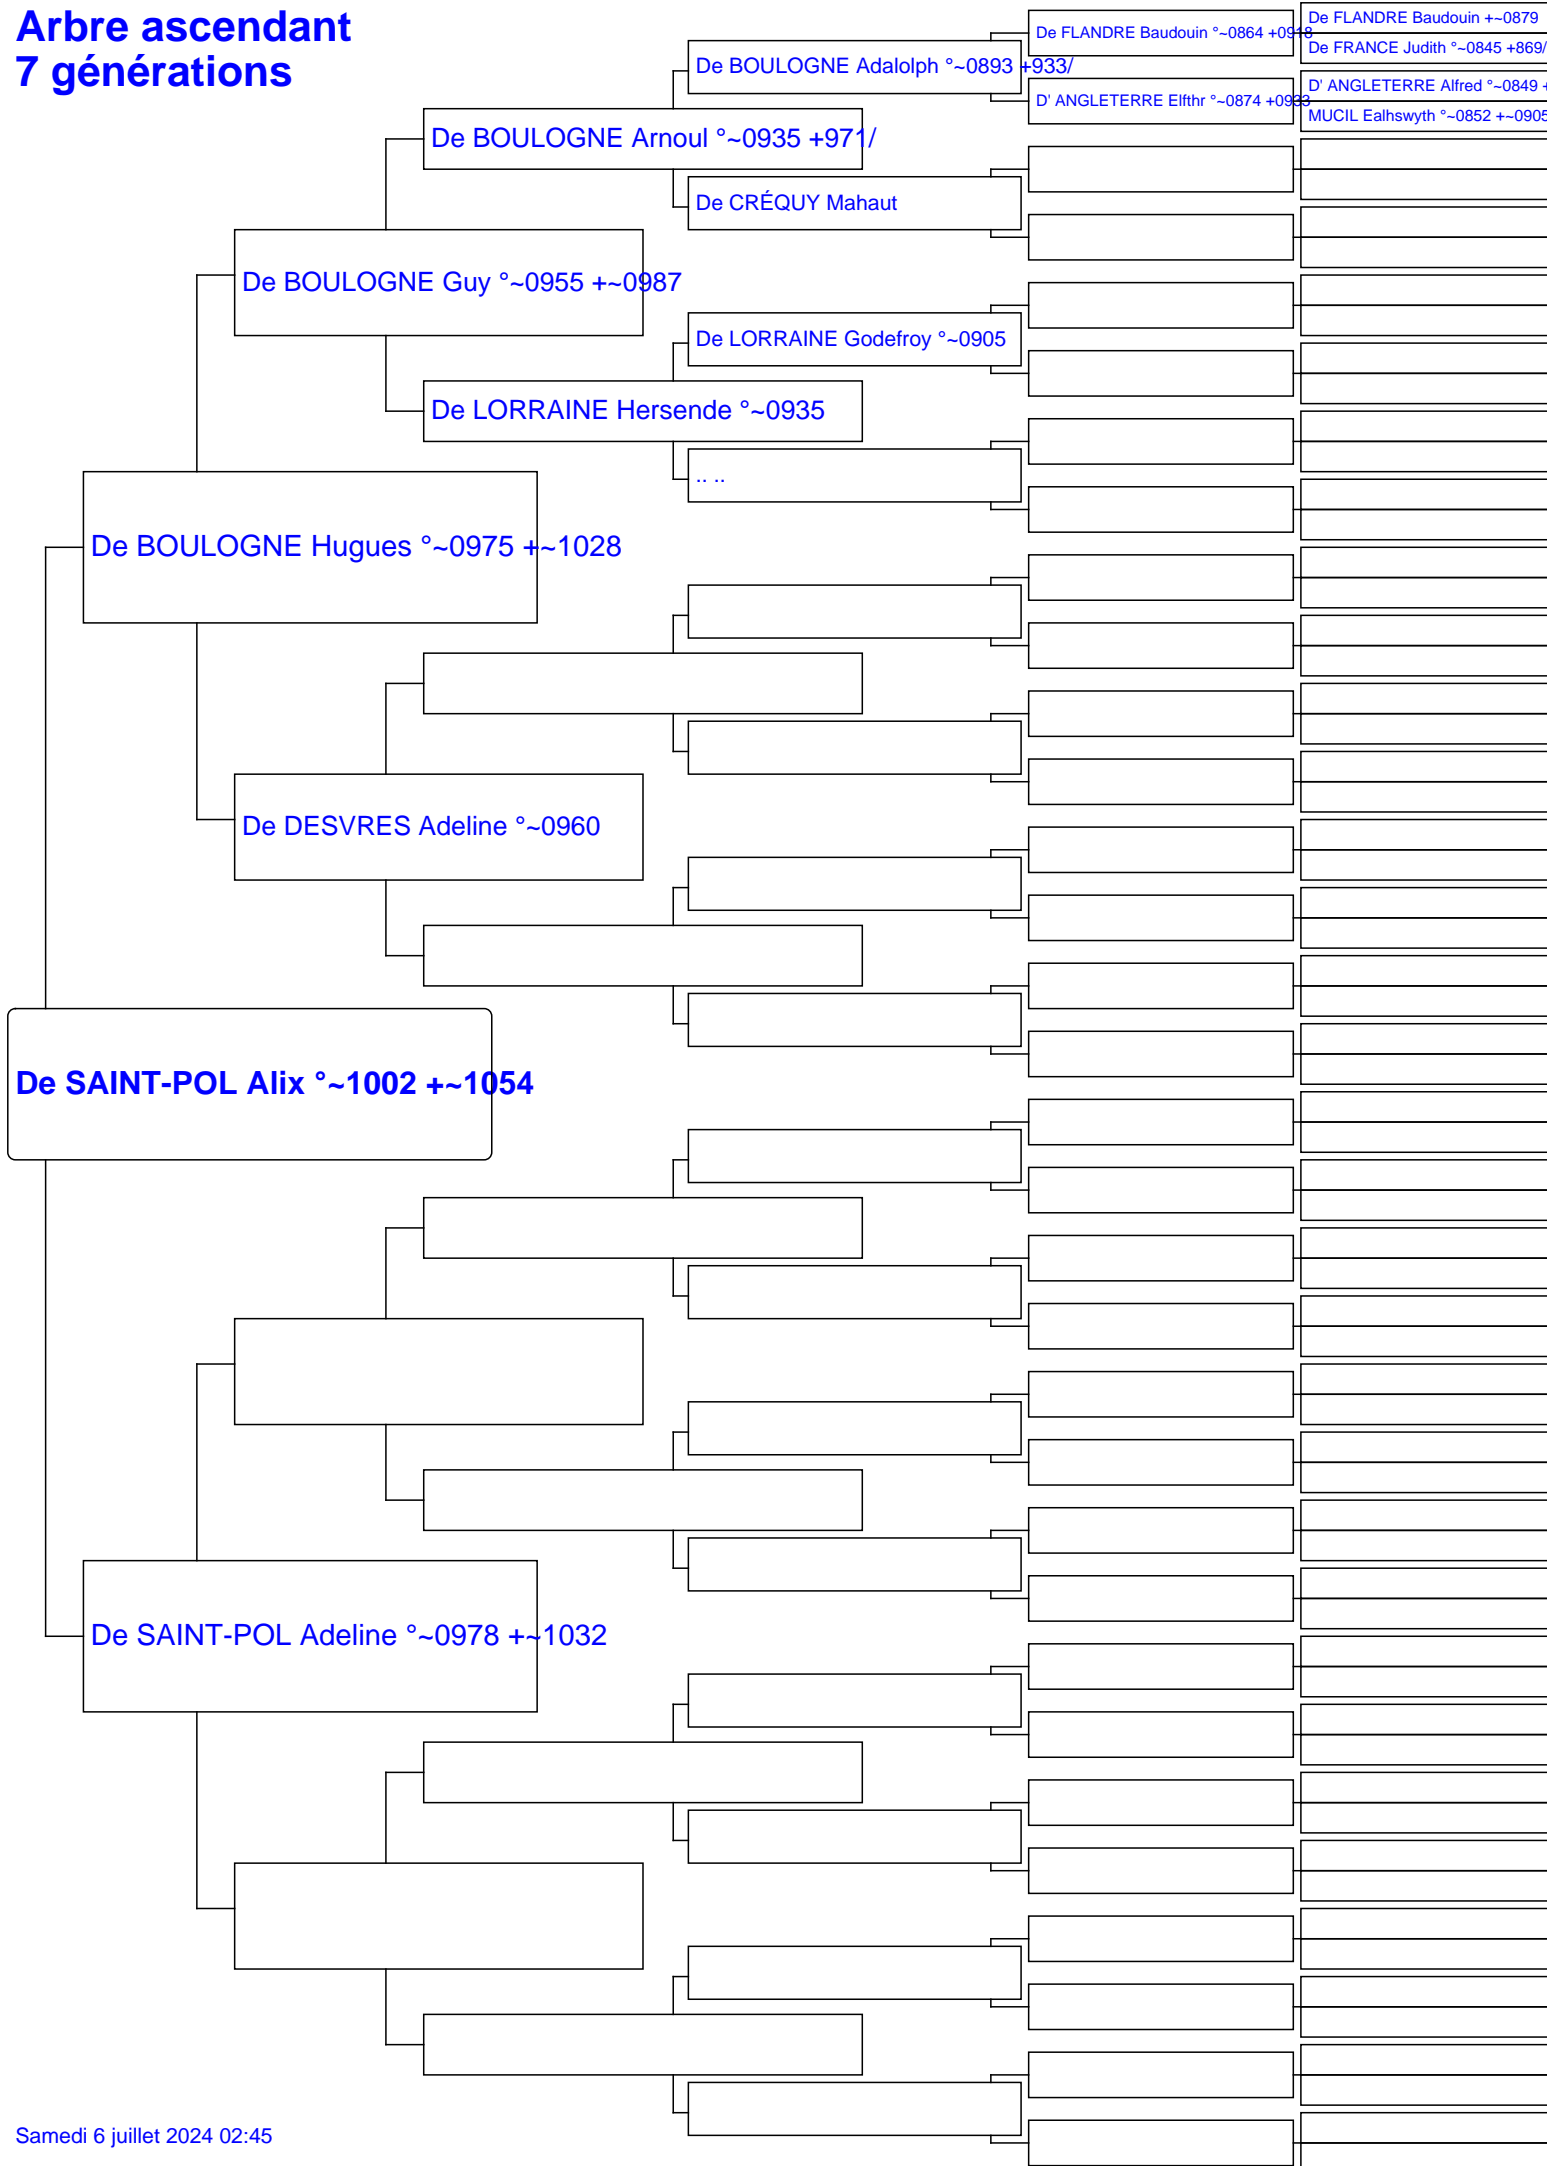 Arbre ascendant
7 générations
De FLANDRE Baudouin +~0879
De FLANDRE Baudouin °~0864 +0918
De FRANCE Judith °~0845 +869/
De BOULOGNE Adalolph °~0893 +933/
D' ANGLETERRE Alfred °~0849 +
D' ANGLETERRE Elfthr °~0874 +0933
MUCIL Ealhswyth °~0852 +~0905
De BOULOGNE Arnoul °~0935 +971/
De CRÉQUY Mahaut
De BOULOGNE Guy °~0955 +~0987
De LORRAINE Godefroy °~0905
De LORRAINE Hersende °~0935
.. ..
De BOULOGNE Hugues °~0975 +~1028
De DESVRES Adeline °~0960
De SAINT-POL Alix °~1002 +~1054
De SAINT-POL Adeline °~0978 +~1032
Samedi 6 juillet 2024 02:45